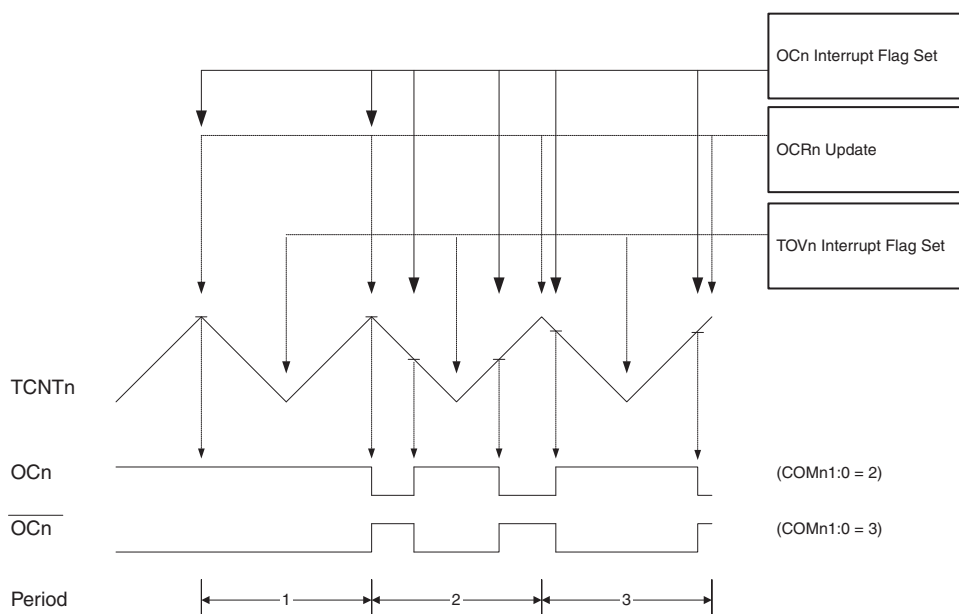 OCn Interrupt Flag Set
OCRn Update
TOVn Interrupt Flag Set
TCNTn
OCn
(COMn1:0 = 2)
OCn
(COMn1:0 = 3)
Period
1
2
3